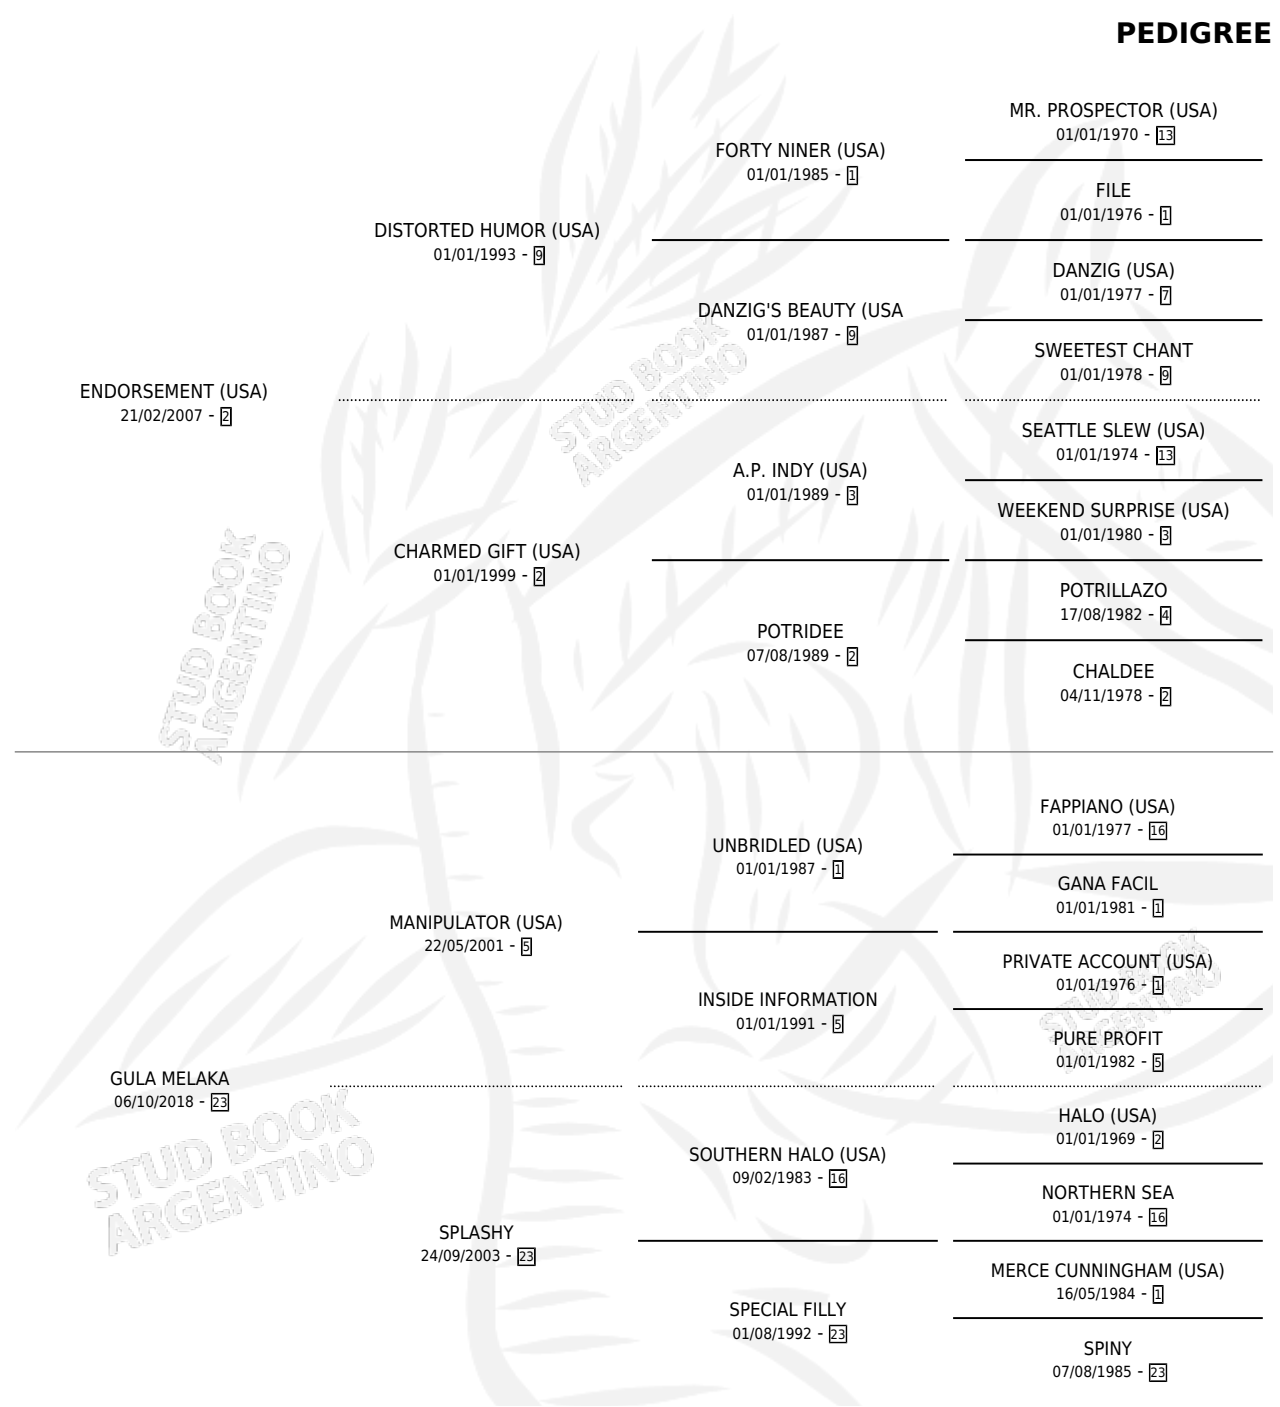 PEDIGREE
MR. PROSPECTOR (USA)
01/01/1970 - 13
FORTY NINER (USA)
01/01/1985 - 1
FILE
01/01/1976 - 1
DISTORTED HUMOR (USA)
01/01/1993 - 9
DANZIG (USA)
01/01/1977 - 7
DANZIG'S BEAUTY (USA
01/01/1987 - 9
SWEETEST CHANT
01/01/1978 - 9
ENDORSEMENT (USA)
21/02/2007 - 2
SEATTLE SLEW (USA)
01/01/1974 - 13
A.P. INDY (USA)
01/01/1989 - 3
WEEKEND SURPRISE (USA)
01/01/1980 - 3
CHARMED GIFT (USA)
01/01/1999 - 2
POTRILLAZO
17/08/1982 - 4
POTRIDEE
07/08/1989 - 2
CHALDEE
04/11/1978 - 2
FAPPIANO (USA)
01/01/1977 - 16
UNBRIDLED (USA)
01/01/1987 - 1
GANA FACIL
01/01/1981 - 1
MANIPULATOR (USA)
22/05/2001 - 5
PRIVATE ACCOUNT (USA)
01/01/1976 - 1
INSIDE INFORMATION
01/01/1991 - 5
PURE PROFIT
01/01/1982 - 5
GULA MELAKA
06/10/2018 - 23
HALO (USA)
01/01/1969 - 2
SOUTHERN HALO (USA)
09/02/1983 - 16
NORTHERN SEA
01/01/1974 - 16
SPLASHY
24/09/2003 - 23
MERCE CUNNINGHAM (USA)
16/05/1984 - 1
SPECIAL FILLY
01/08/1992 - 23
SPINY
07/08/1985 - 23
STUD BOOK
ARGENTINO
STUD BOOK
ARGENTINO
STUD BOOK
ARGENTINO
STUD BOOK
ARGENTINO